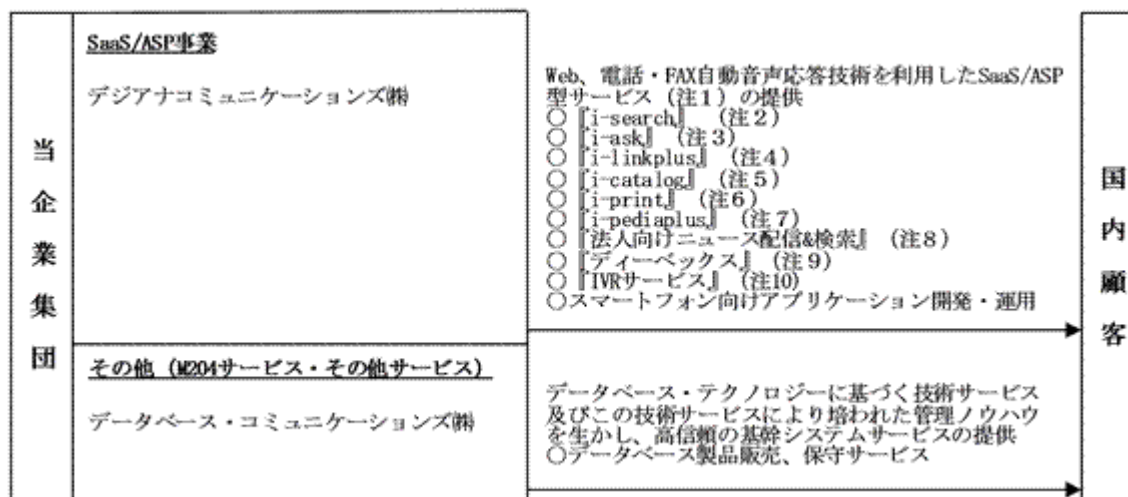 当企業集団
SaaS/ASP事業
デジアナコミュニケーションズ㈱
Web、電話・FAX自動音声応答技術を利用したSaaS/ASP
型サービス（注１）の提供
○『i-search』（注２）
○『i-ask』（注３）
○『i-linkplus』（注４）
○『i-catalog』（注５）
○『i-print』（注６）
○『i-pediaplus』（注７）
○『法人向けニュース配信&検索』（注８）
○『ディーベックス』（注９）
○『IVRサービス』（注10）
○スマートフォン向けアプリケーション開発・運用
その他（M204サービス・その他サービス）
データベース・コミュニケーションズ㈱
データベース・テクノロジーに基づく技術サービス
及びこの技術サービスにより培われた管理ノウハウ
を生かし、高信頼の基幹システムサービスの提供
○データベース製品販売、保守サービス
国内顧客